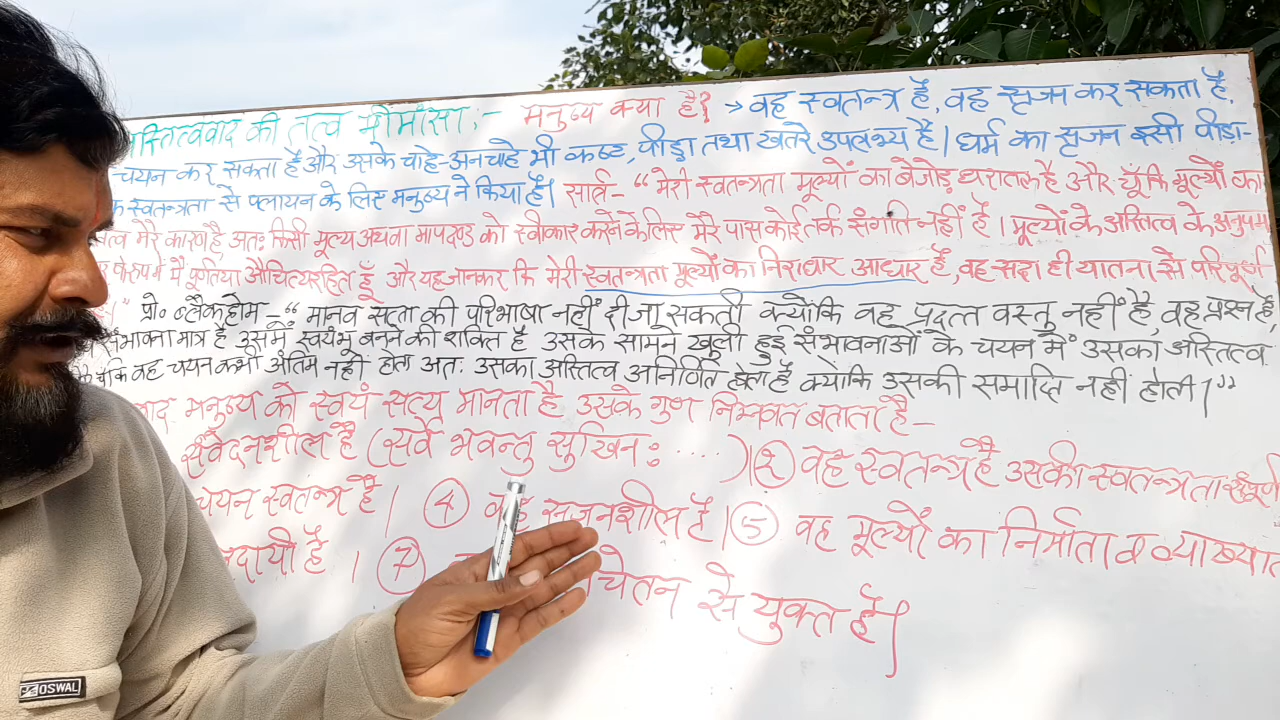 अस्तित्ववाद की तत्व मीमांसा:- मनुष्य क्या है? → वह स्वतन्त्र है, वह सृजन कर सकता है,
चयन कर सकता है और उसके चाहे-अनचाहे भी कष्ट, पीड़ा तथा खतरे उपलभ्य है। धर्म का सृजन इसी पीड़ा-
स्वतन्त्रता से पलायन के लिए मनुष्य ने किया है। सार्त्र- "मेरी स्वतन्त्रता मूल्यों का बेजोड़ धरातल है और चूँकि मूल्यों का
मेरे कारण है, अतः किसी मूल्य अथवा मापदण्ड को स्वीकार करने के लिए मेरे पास कोई तर्क संगति नहीं है। मूल्यों के अस्तित्व के अनुपम
में मैं पूर्णतया औचित्यरहित हूँ और यह जानकर कि मेरी स्वतन्त्रता मूल्यों का निराधार आधार है, वह सदा ही यातना से परिपूर्ण
प्रो० ब्लैकहोम - "मानव सत्ता की परिभाषा नहीं दी जा सकती क्योंकि वह प्रदत्त वस्तु नहीं है, वह प्रश्न है,
संभावना मात्र है उसमें स्वयंभू बनने की शक्ति है उसके सामने खुली हुई संभावनाओं के चयन में उसका अस्तित्व
चूंकि वह चयन कभी अंतिम नहीं होता अतः उसका अस्तित्व अनिर्णित होता है क्योंकि उसकी समाप्ति नहीं होती।"
वाद मनुष्य को स्वयं सत्य मानता है उसके गुण निम्नवत बताता है-
संवेदनशील है (सर्वे भवन्तु सुखिनः ....)। ② वह स्वतन्त्र है उसकी स्वतन्त्रता संपूर्ण
चयन स्वतन्त्र है। ④ वह सृजनशील है। ⑤ वह मूल्यों का निर्माता व व्याख्याता
दायी है। ⑦ चेतन से युक्त है।
OSWAL